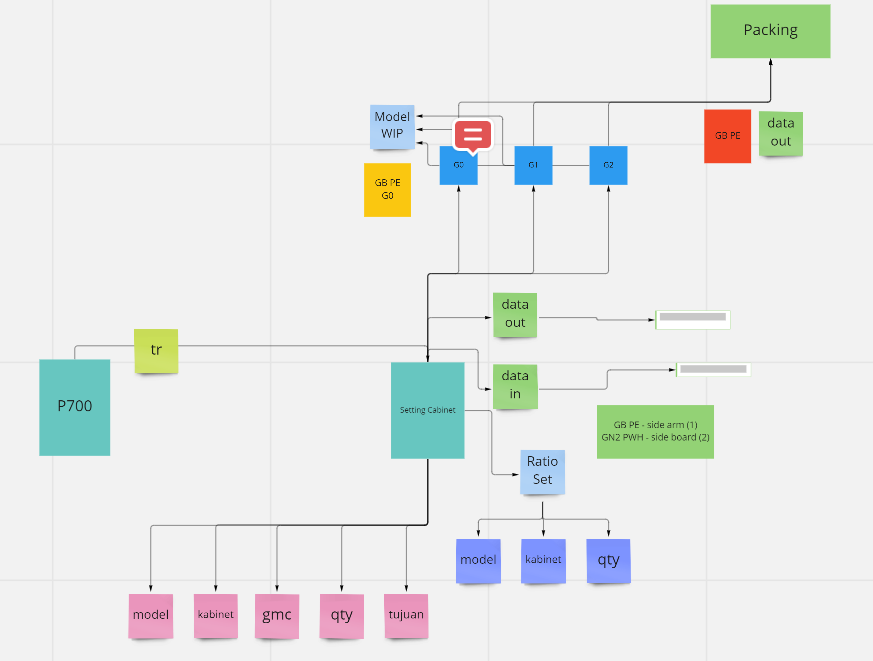 Packing
Model
WIP
GB PE
data
out
G0
G1
G2
GB PE
G0
data
out
tr
P700
Setting Cabinet
data
in
GB PE - side arm (1)
GN2 PWH - side board (2)
Ratio
Set
model
kabinet
qty
model
kabinet
gmc
qty
tujuan